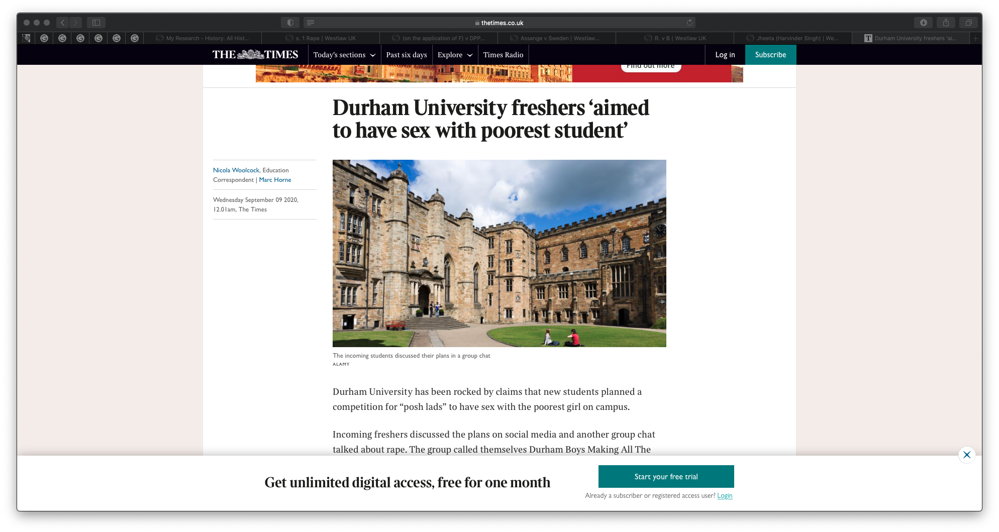 thetimes.co.uk
My Research - History: All Hist...
s. 1 Rape | Westlaw UK
(on the application of F) v DPP...
Assange v Sweden | Westlaw...
R. v B | Westlaw UK
Jheeta (Harvinder Singh) | We...
T Durham University freshers 'ai...
THE TIMES
Today's sections
Past six days
Explore
Times Radio
Log in
Subscribe
Find out more
Durham University freshers ‘aimed
to have sex with poorest student’
Nicola Woolcock, Education
Correspondent | Marc Horne
Wednesday September 09 2020,
12.01am, The Times
The incoming students discussed their plans in a group chat
ALAMY
Durham University has been rocked by claims that new students planned a
competition for “posh lads” to have sex with the poorest girl on campus.
Incoming freshers discussed the plans on social media and another group chat
talked about rape. The group called themselves Durham Boys Making All The
Get unlimited digital access, free for one month
Start your free trial
Already a subscriber or registered access user? Login